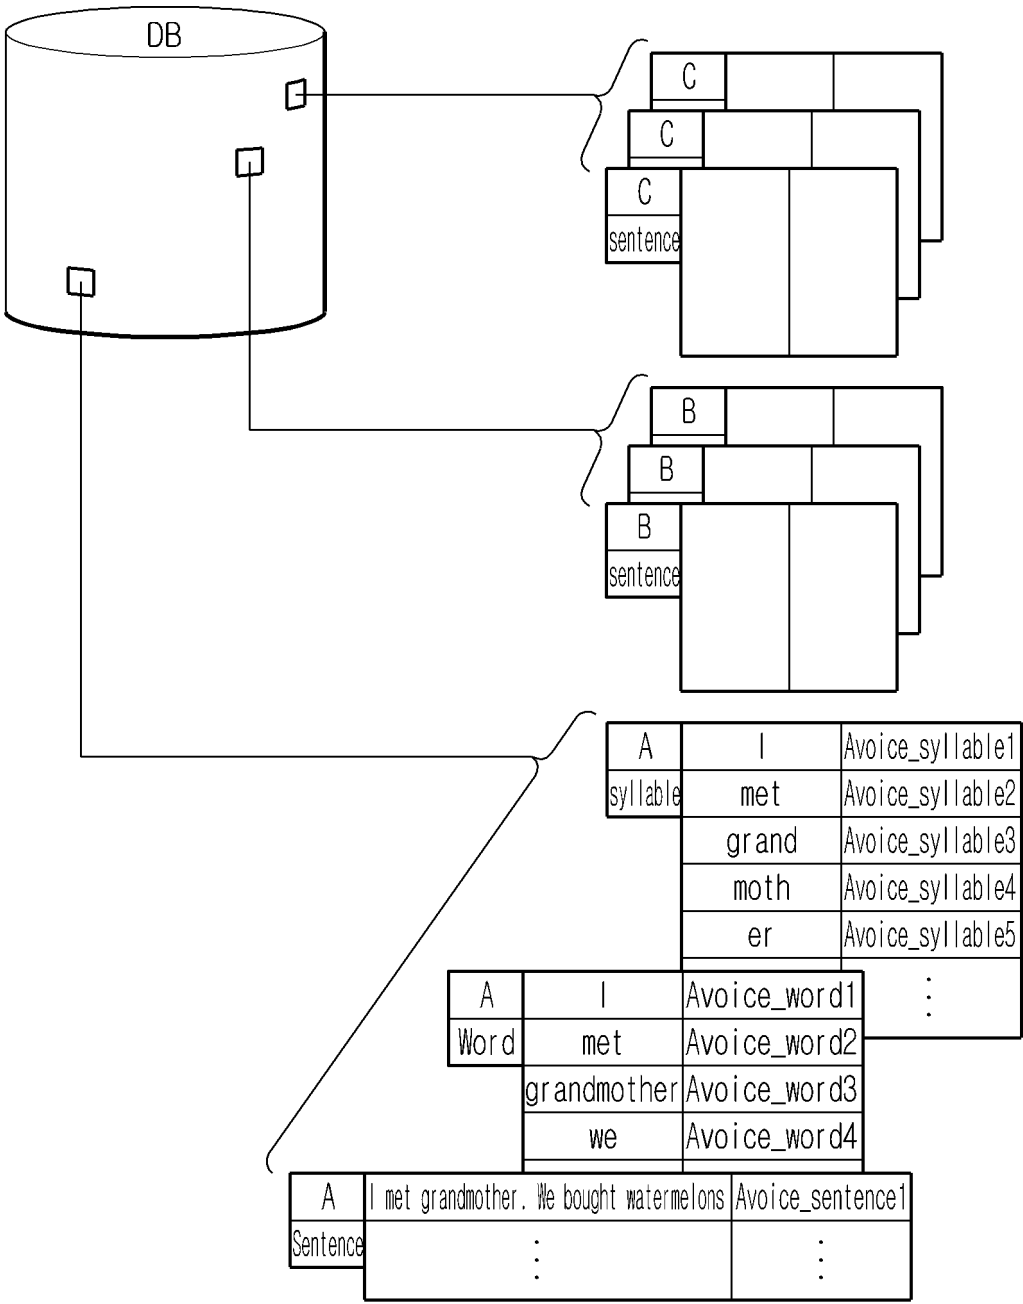 DB
C
C
C
sentence
B
B
B
sentence
A I Avoice_syllable1
syllable met Avoice_syllable2
grand Avoice_syllable3
moth Avoice_syllable4
er Avoice_syllable5
A I Avoice_word1
Word met Avoice_word2
grandmother Avoice_word3
we Avoice_word4
A I met grandmother. We bought watermelons Avoice_sentence1
Sentence